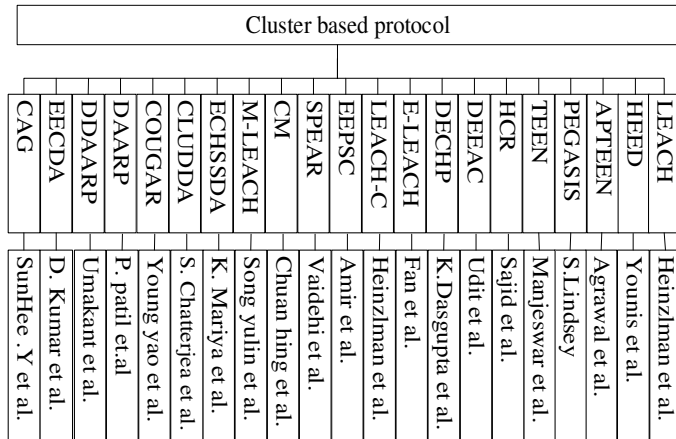 Cluster based protocol
CAG
EECDA
DDAARP
DAARP
COUGAR
CLUDDA
ECHSSDA
M-LEACH
CM
SPEAR
EEPSC
LEACH-C
E-LEACH
DECHP
DEEAC
HCR
TEEN
PEGASIS
APTEEN
HEED
LEACH
SunHee . Y et al.
D. Kumar et al.
Umakant et al.
P. patil et.al
Young yao et al.
S. Chatterjea et al.
K. Mariya et al.
Song yulin et al.
Chuan hing et al.
Vaidehi et al.
Amir et al.
Heinzlman et al.
Fan et al.
K.Dasgupta et al.
Udit et al.
Sajid et al.
Manjeswar et al.
S.Lindsey
Agrawal et al.
Younis et al.
Heinzlman et al.